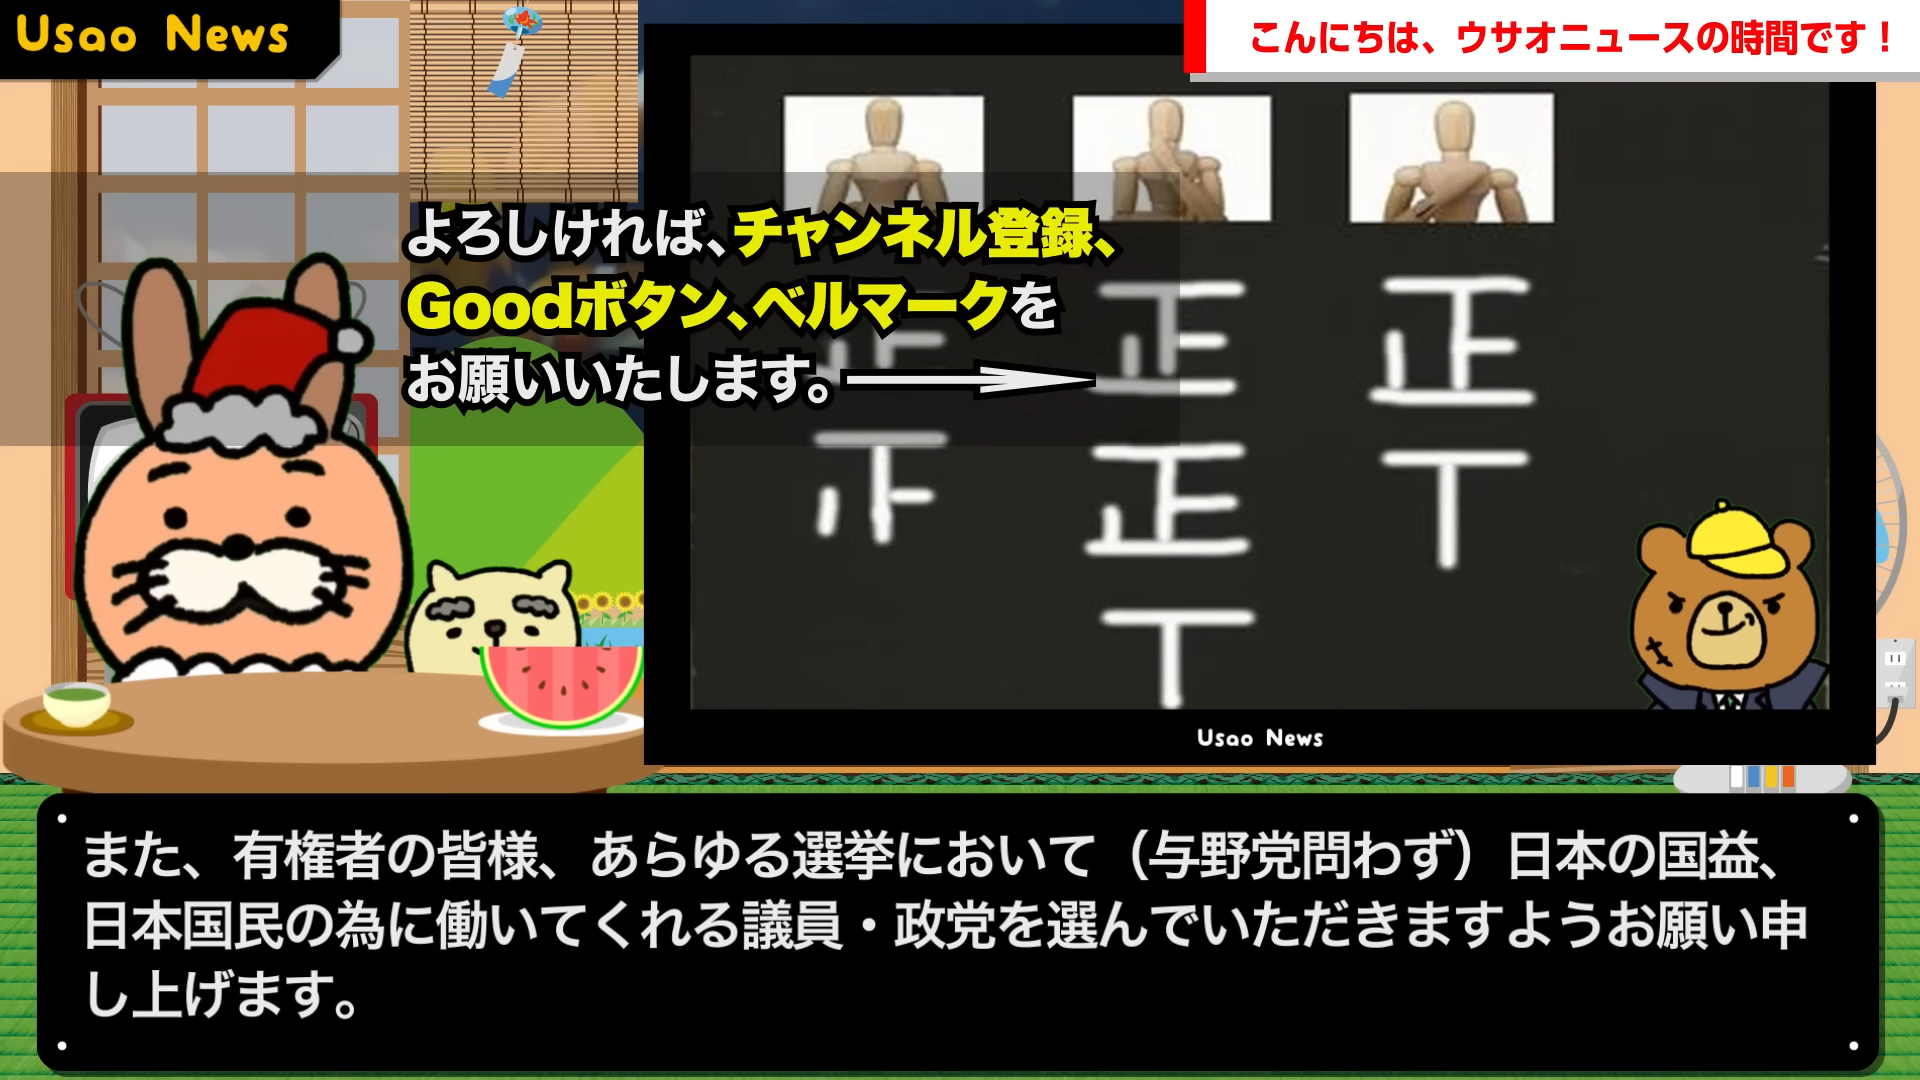 Usao News
こんにちは、ウサオニュースの時間です！
よろしければ、チャンネル登録、
Goodボタン、ベルマークを
お願いいたします。
正 正
正
Usao News
また、有権者の皆様、あらゆる選挙において（与野党問わず）日本の国益、
日本国民の為に働いてくれる議員・政党を選んでいただきますようお願い申
し上げます。